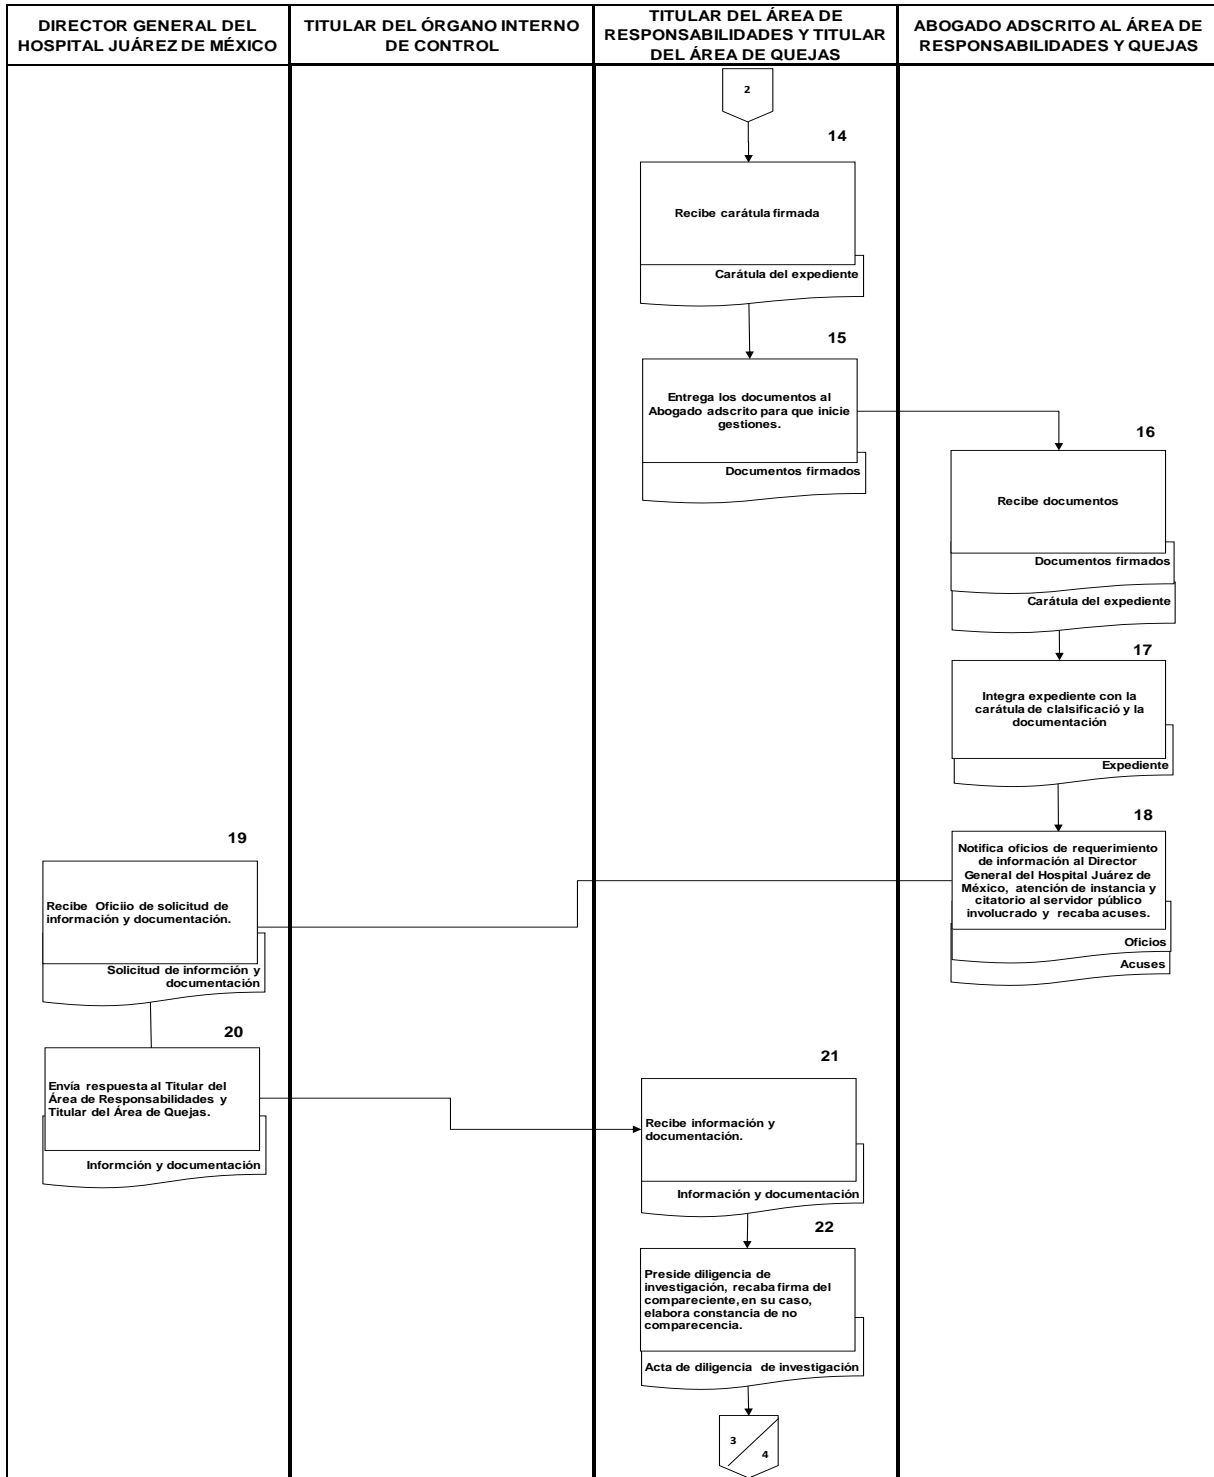 DIRECTOR GENERAL DEL
HOSPITAL JUÁREZ DE MÉXICO
TITULAR DEL ÓRGANO INTERNO
DE CONTROL
TITULAR DEL ÁREA DE
RESPONSABILIDADES Y TITULAR
DEL ÁREA DE QUEJAS
ABOGADO ADSCRITO AL ÁREA DE
RESPONSABILIDADES Y QUEJAS
2
14
Recibe carátula firmada
Carátula del expediente
15
Entrega los documentos al
Abogado adscrito para que inicie
gestiones.
Documentos firmados
16
Recibe documentos
Documentos firmados
Carátula del expediente
17
Integra expediente con la
carátula de clalsificació y la
documentación
Expediente
18
Notifica oficios de requerimiento
de información al Director
General del Hospital Juárez de
México, atención de instancia y
citatorio al servidor público
involucrado y recaba acuses.
Oficios
Acuses
19
Recibe Oficiio de solicitud de
información y documentación.
Solicitud de informción y
documentación
20
Envía respuesta al Titular del
Área de Responsabilidades y
Titular del Área de Quejas.
Informción y documentación
21
Recibe información y
documentación.
Información y documentación
22
Preside diligencia de
investigación, recaba firma del
compareciente, en su caso,
elabora constancia de no
comparecencia.
Acta de diligencia de investigación
3
4